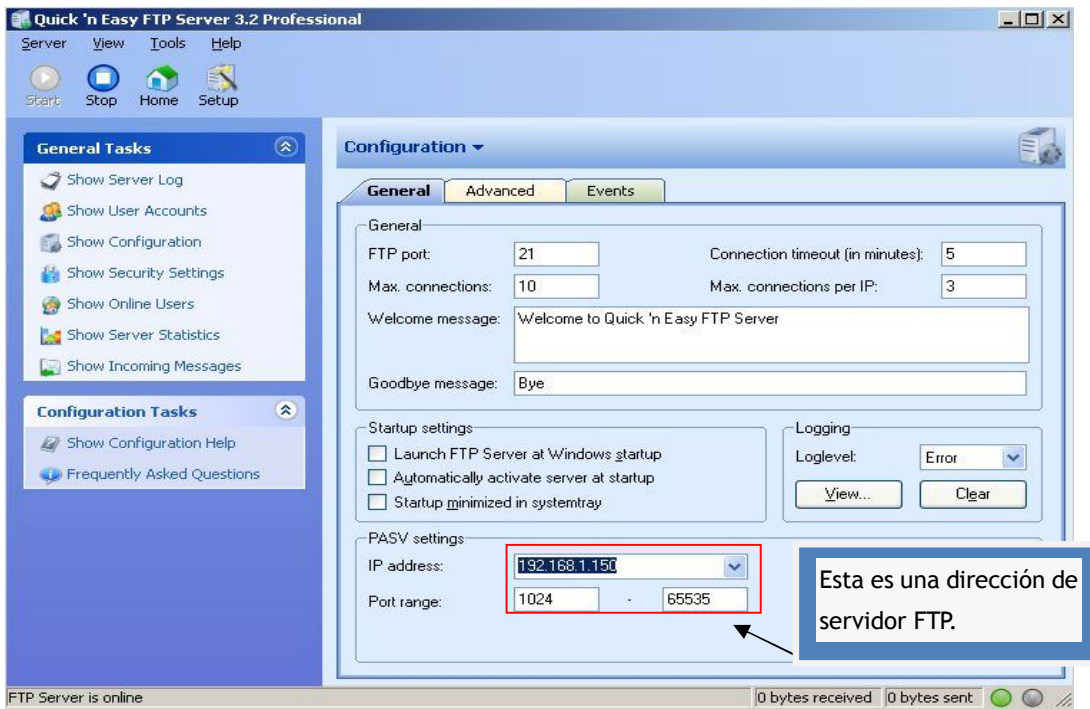 Quick 'n Easy FTP Server 3.2 Professional
Server View Tools Help
Start Stop Home Setup
General Tasks
Show Server Log
Show User Accounts
Show Configuration
Show Security Settings
Show Online Users
Show Server Statistics
Show Incoming Messages
Configuration Tasks
Show Configuration Help
Frequently Asked Questions
Configuration
General Advanced Events
General
FTP port: 21 Connection timeout (in minutes): 5
Max. connections: 10 Max. connections per IP: 3
Welcome message: Welcome to Quick 'n Easy FTP Server
Goodbye message: Bye
Startup settings
Launch FTP Server at Windows startup
Automatically activate server at startup
Startup minimized in systemtray
Logging
Loglevel: Error
View... Clear
PASV settings
IP address: 192.168.1.150
Port range: 1024 - 65535
Esta es una dirección de
servidor FTP.
FTP Server is online 0 bytes received 0 bytes sent